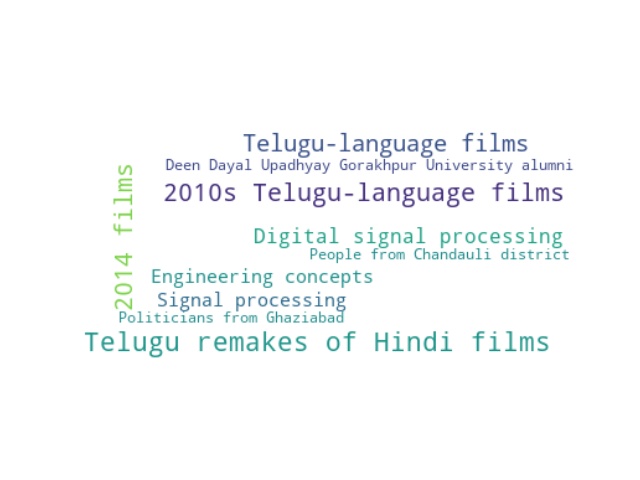 Telugu-language films
Deen Dayal Upadhyay Gorakhpur University alumni
2010s Telugu-language films
2014 films
Digital signal processing
People from Chandauli district
Engineering concepts
Signal processing
Politicians from Ghaziabad
Telugu remakes of Hindi films